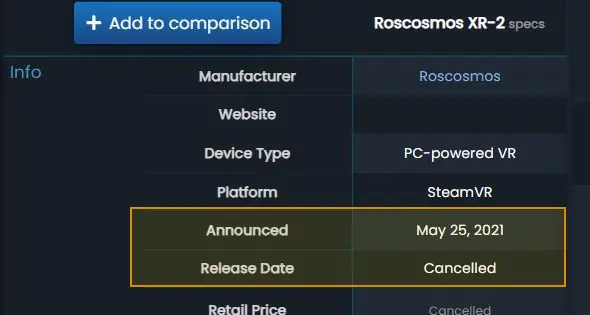 + Add to comparison
Roscosmos XR-2 specs
Info
Manufacturer Roscosmos
Website
Device Type PC-powered VR
Platform SteamVR
Announced May 25, 2021
Release Date Cancelled
Retail Price Cancelled